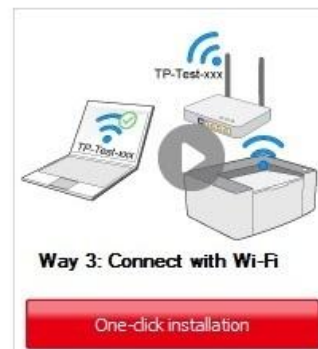 TP-Test-xxx
TP-Test-xxx
Way 3: Connect with Wi-Fi
One-click installation